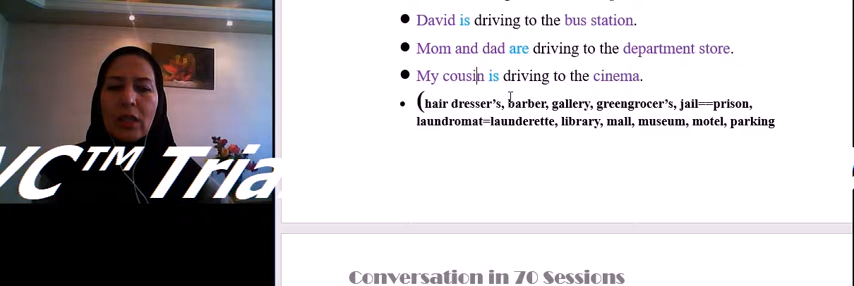 David is driving to the bus station.
Mom and dad are driving to the department store.
My cousin is driving to the cinema.
(hair dresser's, barber, gallery, greengrocer's, jail==prison,
laundromat=launderette, library, mall, museum, motel, parking
VC™ Tria
Conversation in 70 Sessions